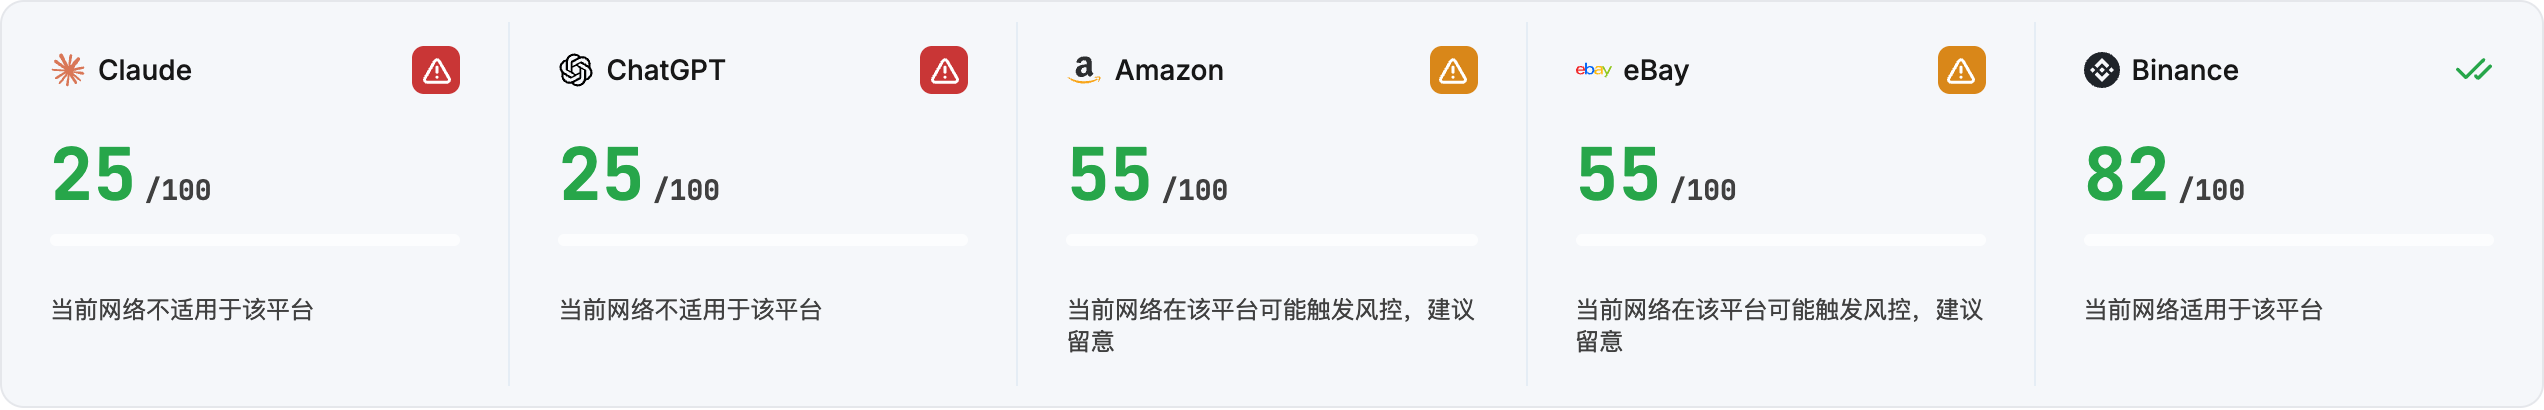 Claude
25 /100
当前网络不适用于该平台
ChatGPT
25 /100
当前网络不适用于该平台
a Amazon
55 /100
当前网络在该平台可能触发风控，建议
留意
ebay eBay
55 /100
当前网络在该平台可能触发风控，建议
留意
Binance
82 /100
当前网络适用于该平台